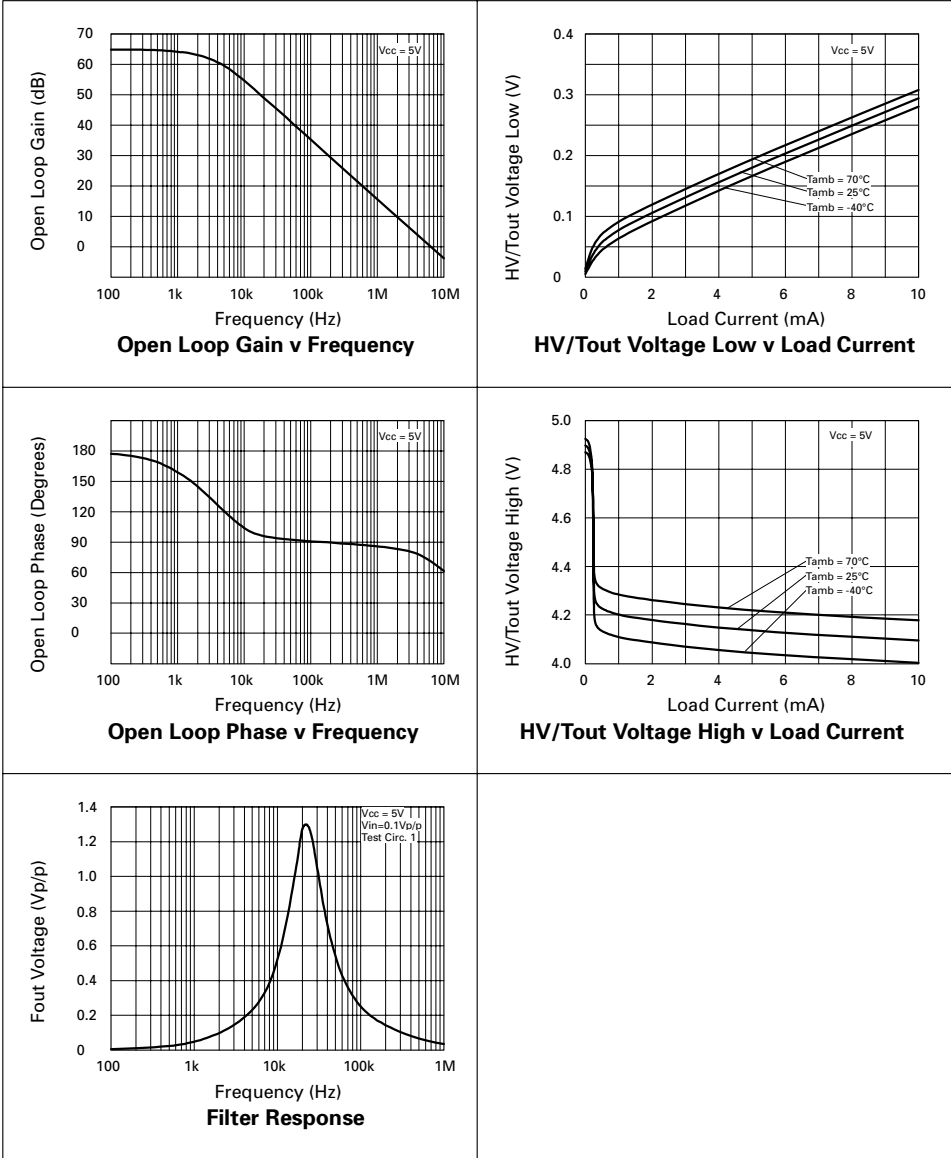 Open Loop Gain (dB)
70
60
50
40
30
20
10
0
Vcc = 5V
100 1k 10k 100k 1M 10M
Frequency (Hz)
Open Loop Gain v Frequency
HV/Tout Voltage Low (V)
0.4
0.3
0.2
0.1
0
Vcc = 5V
Tamb = 70°C
Tamb = 25°C
Tamb = -40°C
0 2 4 6 8 10
Load Current (mA)
HV/Tout Voltage Low v Load Current
Open Loop Phase (Degrees)
180
150
120
90
60
30
0
Vcc = 5V
100 1k 10k 100k 1M 10M
Frequency (Hz)
Open Loop Phase v Frequency
HV/Tout Voltage High (V)
5.0
4.8
4.6
4.4
4.2
4.0
Vcc = 5V
Tamb = 70°C
Tamb = 25°C
Tamb = -40°C
0 2 4 6 8 10
Load Current (mA)
HV/Tout Voltage High v Load Current
Fout Voltage (Vp/p)
1.4
1.2
1.0
0.8
0.6
0.4
0.2
0
Vcc = 5V
Vin=0.1Vp/p
Test Circ. 1
100 1k 10k 100k 1M
Frequency (Hz)
Filter Response